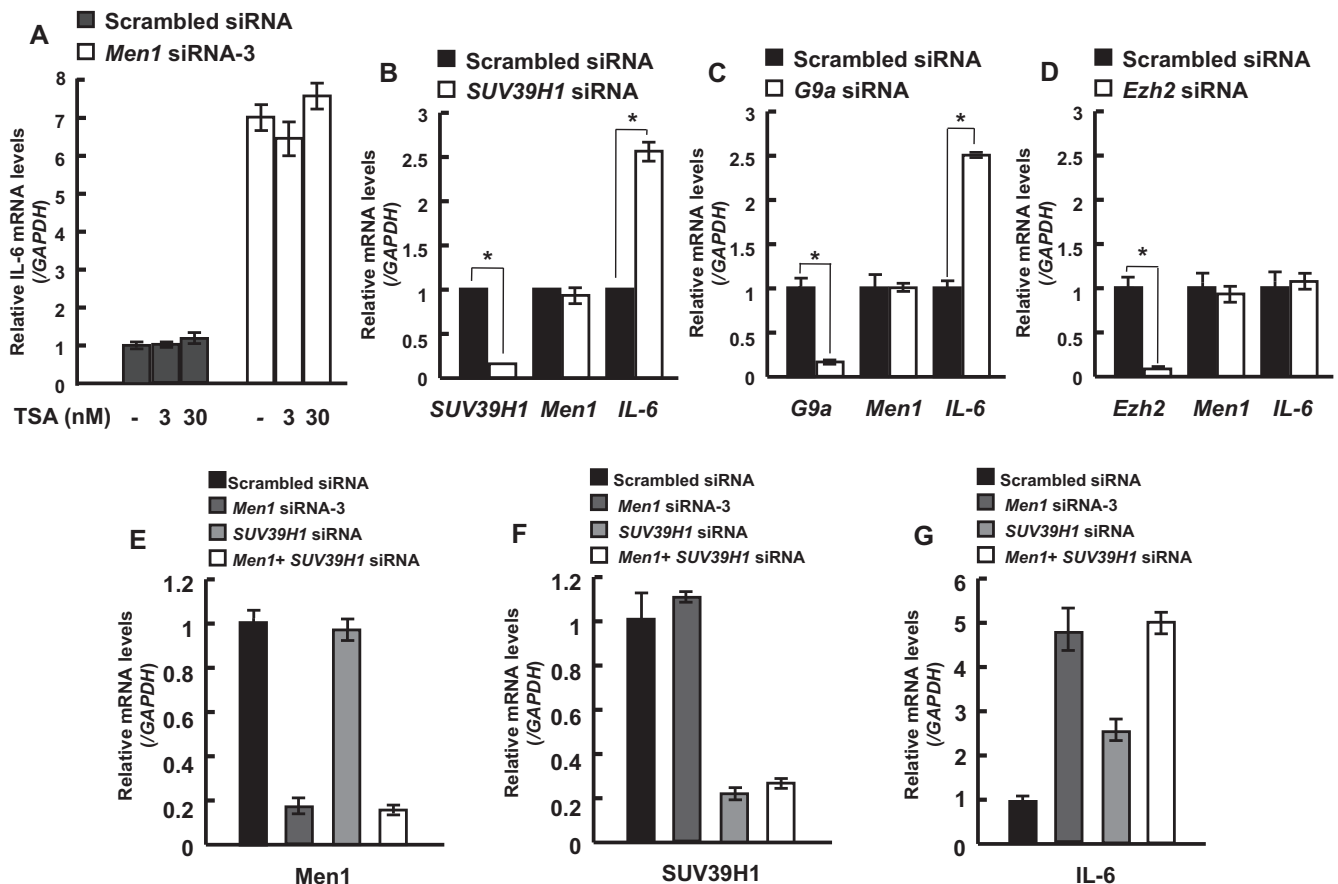 A
Scrambled siRNA
Men1 siRNA-3
Relative IL-6 mRNA levels
(/GAPDH)
8
7
6
5
4
3
2
1
0
TSA (nM)
- 3 30
- 3 30
B
Scrambled siRNA
SUV39H1 siRNA
Relative mRNA levels
(/GAPDH)
3
2.5
2
1.5
1
0.5
0
*
*
SUV39H1 Men1 IL-6
C
Scrambled siRNA
G9a siRNA
Relative mRNA levels
(/GAPDH)
3
2.5
2
1.5
1
0.5
0
*
*
G9a Men1 IL-6
D
Scrambled siRNA
Ezh2 siRNA
Relative mRNA levels
(/GAPDH)
3
2.5
2
1.5
1
0.5
0
*
Ezh2 Men1 IL-6
E
Scrambled siRNA
Men1 siRNA-3
SUV39H1 siRNA
Men1+ SUV39H1 siRNA
Relative mRNA levels
(/GAPDH)
1.2
1
0.8
0.6
0.4
0.2
0
Men1
F
Scrambled siRNA
Men1 siRNA-3
SUV39H1 siRNA
Men1+ SUV39H1 siRNA
Relative mRNA levels
(/GAPDH)
1.2
1
0.8
0.6
0.4
0.2
0
SUV39H1
G
Scrambled siRNA
Men1 siRNA-3
SUV39H1 siRNA
Men1+ SUV39H1 siRNA
Relative mRNA levels
(/GAPDH)
6
5
4
3
2
1
0
IL-6